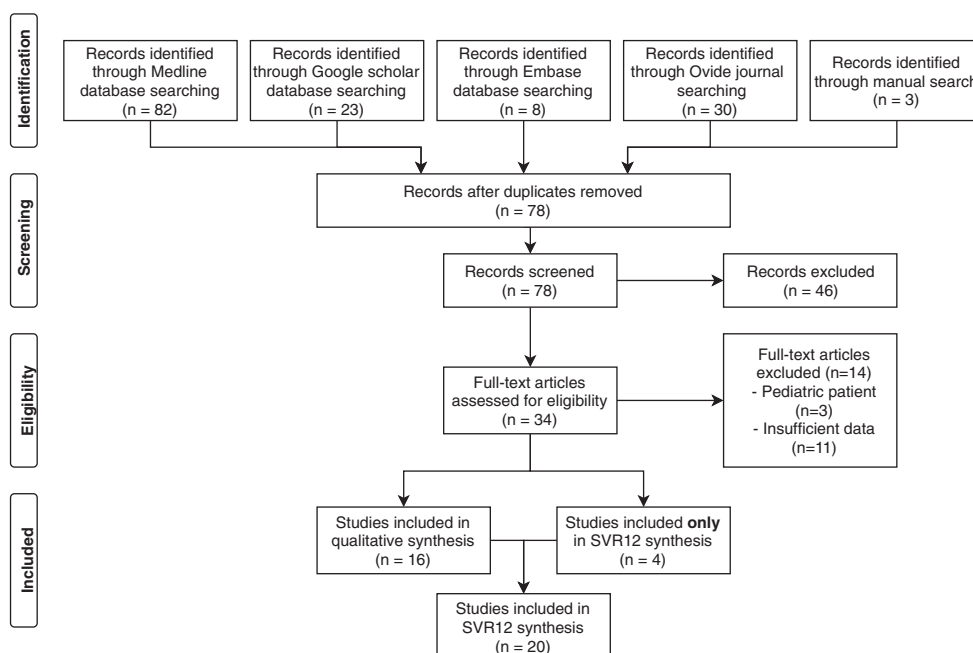 Identification
Records identified
through Medline
database searching
(n = 82)
Records identified
through Google scholar
database searching
(n = 23)
Records identified
through Embase
database searching
(n = 8)
Records identified
through Ovide journal
searching
(n = 30)
Records identified
through manual search
(n = 3)
Screening
Records after duplicates removed
(n = 78)
Records screened
(n = 78)
Records excluded
(n = 46)
Eligibility
Full-text articles
assessed for eligibility
(n = 34)
Full-text articles
excluded (n=14)
- Pediatric patient
(n=3)
- Insufficient data
(n=11)
Included
Studies included in
qualitative synthesis
(n = 16)
Studies included only
in SVR12 synthesis
(n = 4)
Studies included in
SVR12 synthesis
(n = 20)